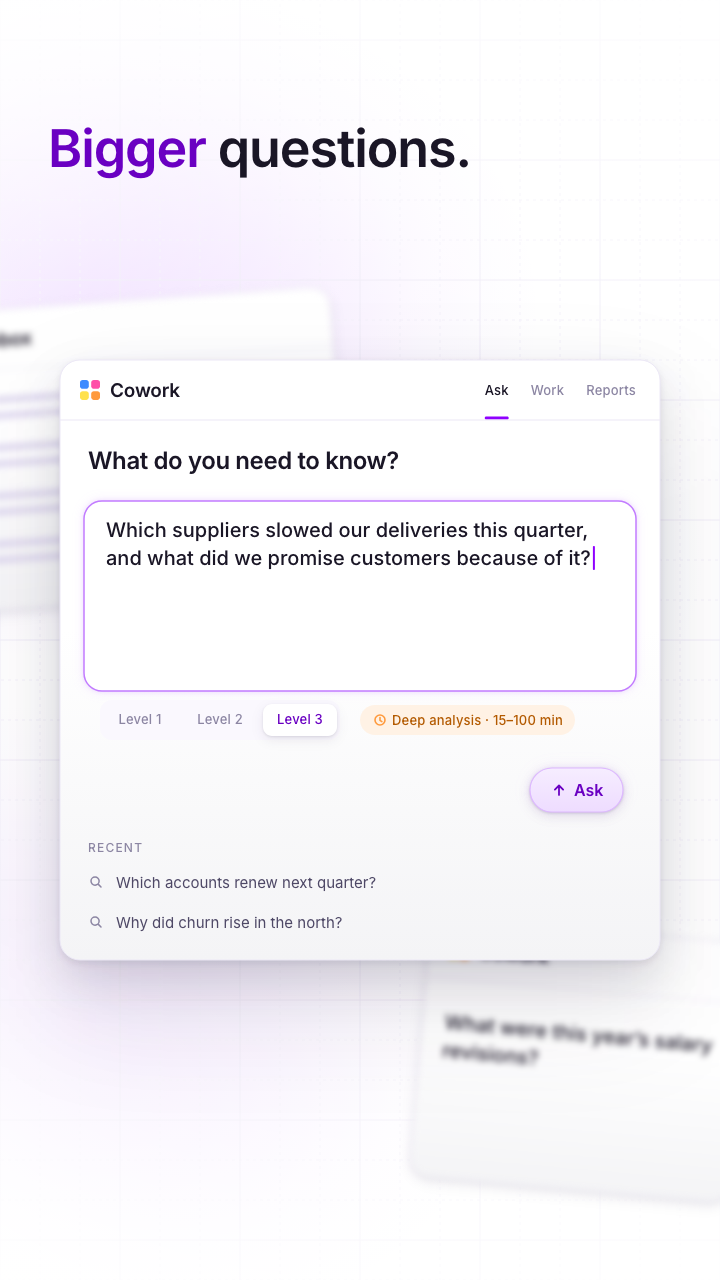 Bigger questions.
Cowork
Ask
Work
Reports
What do you need to know?
Which suppliers slowed our deliveries this quarter,
and what did we promise customers because of it?
Level 1
Level 2
Level 3
Deep analysis · 15–100 min
Ask
RECENT
Which accounts renew next quarter?
Why did churn rise in the north?
What were this year's salary
revisions?